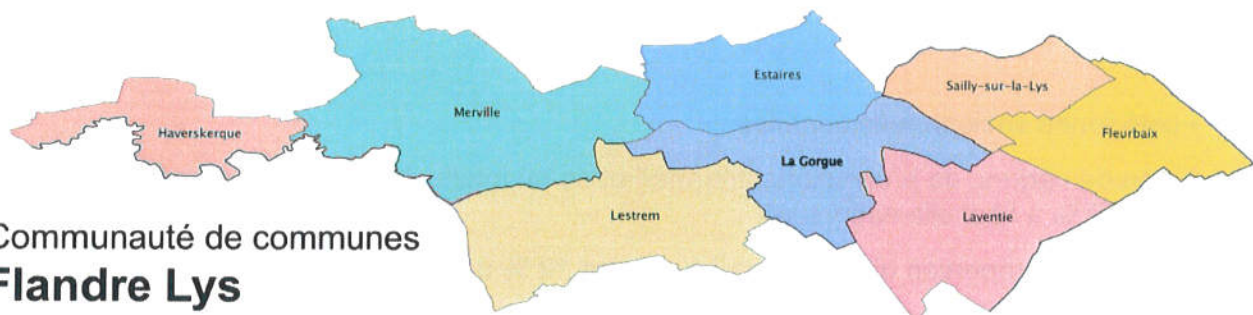 Estaires
Sailly-sur-la-Lys
Merville
Haverskerque
Fleurbaix
La Gorgue
Lestrem
Laventie
Communauté de communes
Flandre Lys